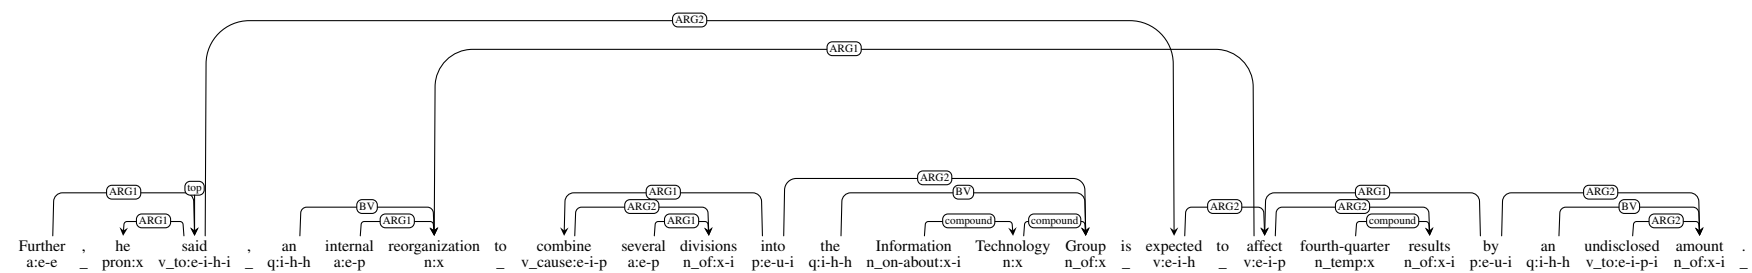 ARG2
ARG1
ARG2
ARG1 top BV ARG1 BV ARG1 ARG2
BV ARG2 ARG2 ARG2 BV
ARG1 ARG1 ARG1 compound compound compound ARG2
Further , he said , an internal reorganization to combine several divisions into the Information Technology Group is expected to affect fourth-quarter results by an undisclosed amount .
a:e-e _ pron:x v_to:e-i-h-i _ q:i-h-h a:e-p n:x _ v_cause:e-i-p a:e-p n_of:x-i p:e-u-i q:i-h-h n_on-about:x-i n:x n_of:x _ v:e-i-h _ v:e-i-p n_temp:x n_of:x-i p:e-u-i q:i-h-h v_to:e-i-p-i n_of:x-i _